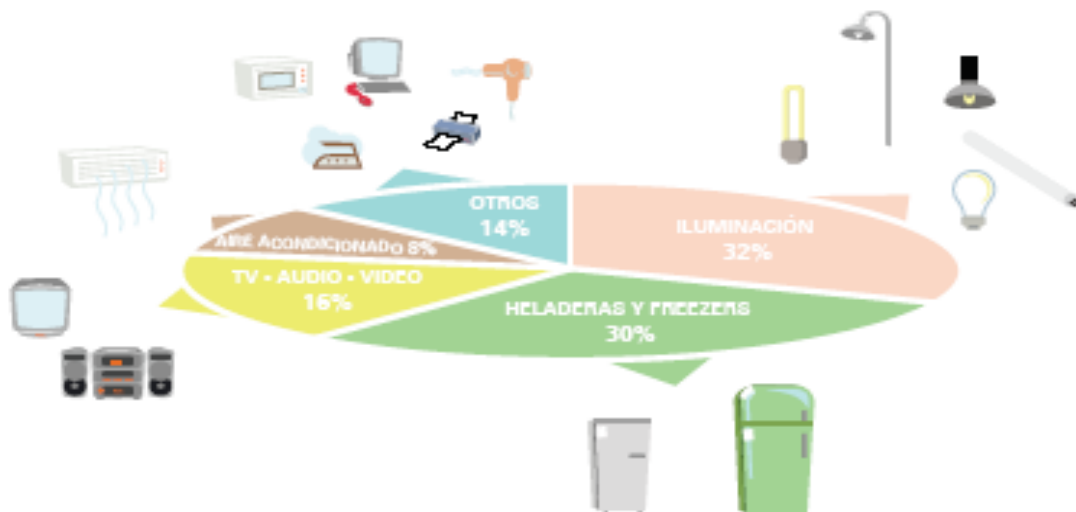 OTROS
14%
ILUMINACIÓN
32%
AIRE ACONDICIONADO 8%
TV - AUDIO - VIDEO
16%
HELADERAS Y FREEZERS
30%